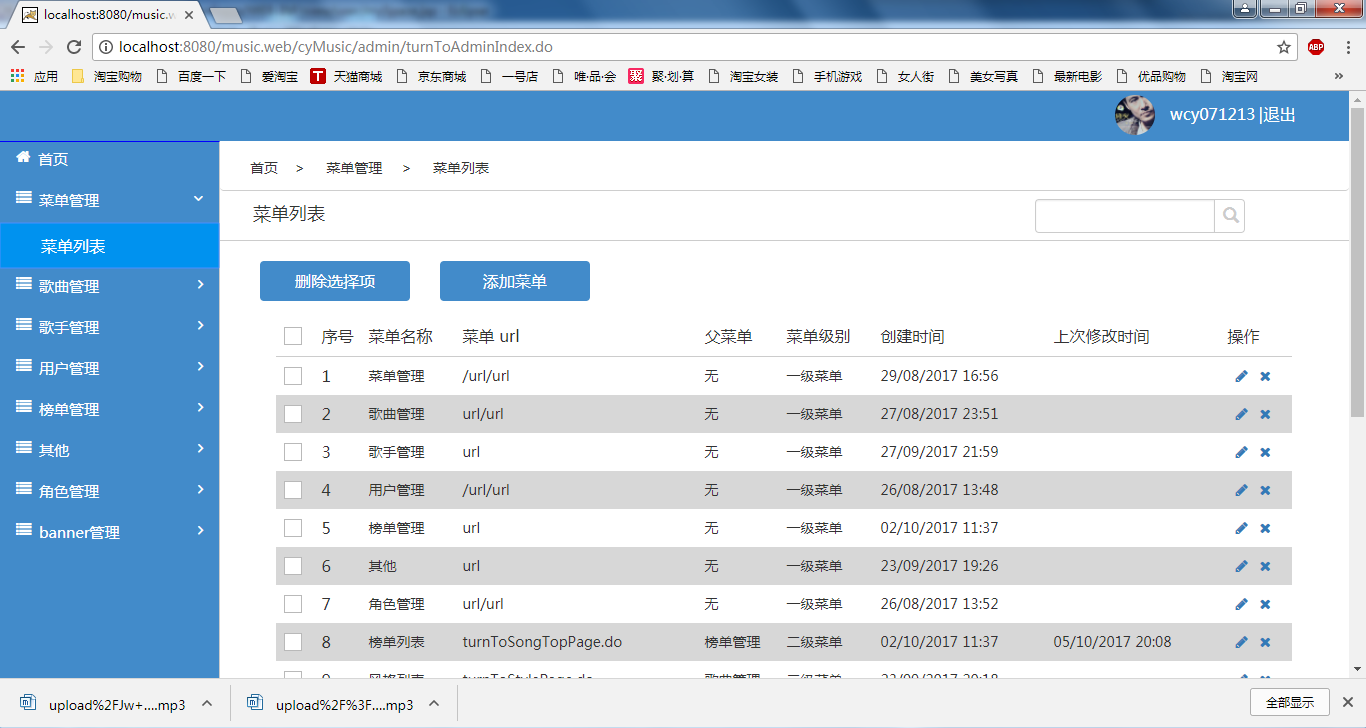 localhost:8080/music.w
localhost:8080/music.web/cyMusic/admin/turnToAdminIndex.do ABP
应用 淘宝购物 百度一下 爱淘宝 T 天猫商城 京东商城 一号店 唯·品·会 聚 聚·划·算 淘宝女装 手机游戏 女人街 美女写真 最新电影 优品购物 淘宝网 »
wcy071213 |退出
首页
菜单管理
菜单列表
歌曲管理
歌手管理
用户管理
榜单管理
其他
角色管理
banner管理
首页 > 菜单管理 > 菜单列表
菜单列表
删除选择项 添加菜单
序号 菜单名称 菜单 url 父菜单 菜单级别 创建时间 上次修改时间 操作
1 菜单管理 /url/url 无 一级菜单 29/08/2017 16:56
2 歌曲管理 url/url 无 一级菜单 27/08/2017 23:51
3 歌手管理 url 无 一级菜单 27/09/2017 21:59
4 用户管理 /url/url 无 一级菜单 26/08/2017 13:48
5 榜单管理 url 无 一级菜单 02/10/2017 11:37
6 其他 url 无 一级菜单 23/09/2017 19:26
7 角色管理 url/url 无 一级菜单 26/08/2017 13:52
8 榜单列表 turnToSongTopPage.do 榜单管理 二级菜单 02/10/2017 11:37 05/10/2017 20:08
upload%2FJw+....mp3 upload%2F%3F....mp3 全部显示